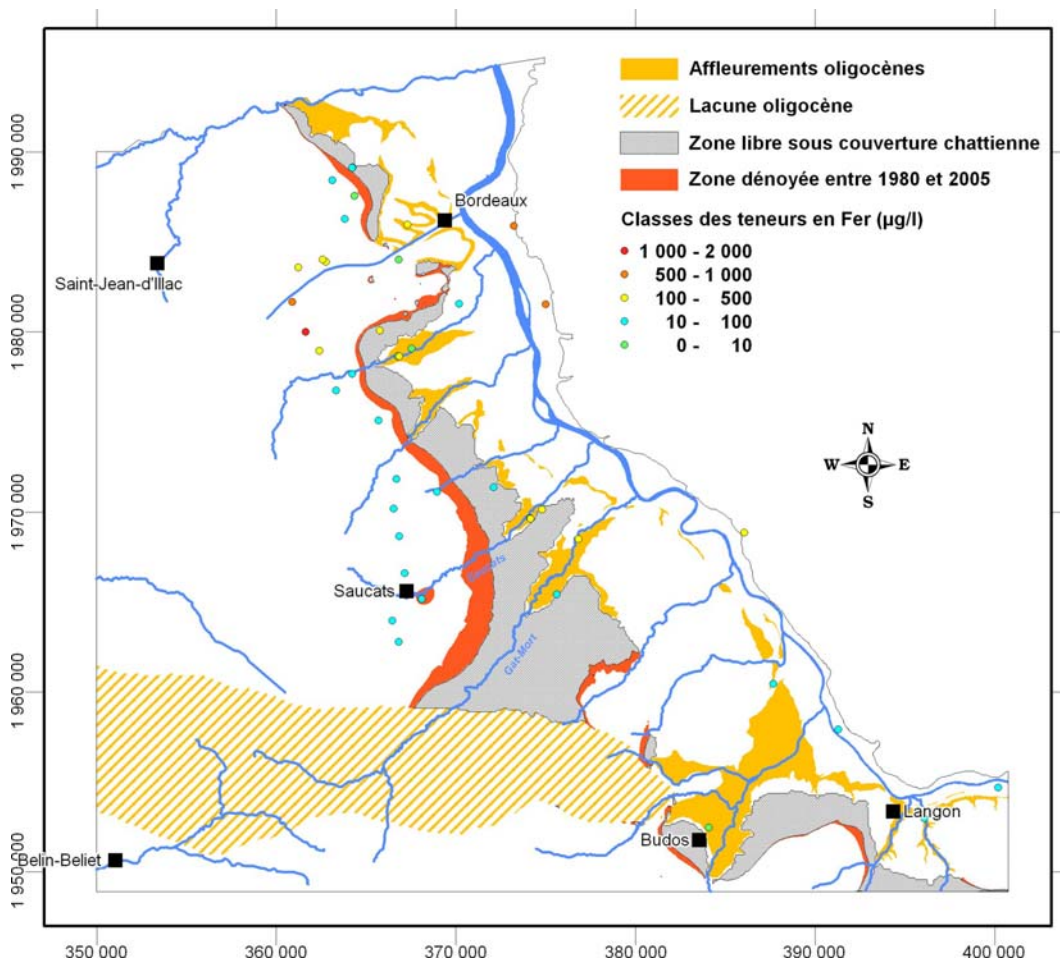 Affleurements oligocènes
Lacune oligocène
Zone libre sous couverture chattienne
Zone dénoyée entre 1980 et 2005
Classes des teneurs en Fer (µg/l)
1 000 - 2 000
500 - 1 000
100 - 500
10 - 100
0 - 10
1 990 000
Bordeaux
Saint-Jean-d'Illac
1 980 000
N
W
E
S
1 970 000
Saucats
Gat-Mort
1 960 000
Langon
Budos
Belin-Beliet
1 950 000
350 000
360 000
370 000
380 000
390 000
400 000